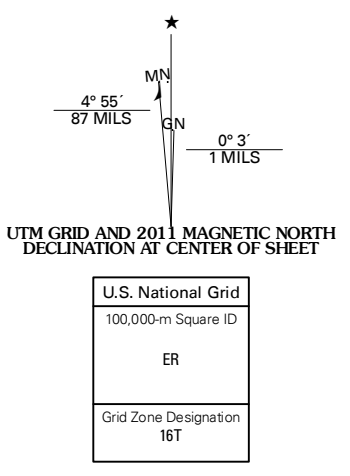 ★
MN
4° 55´
87 MILS
GN
0° 3´
1 MILS
UTM GRID AND 2011 MAGNETIC NORTH
DECLINATION AT CENTER OF SHEET
U.S. National Grid
100,000-m Square ID
ER
Grid Zone Designation
16T